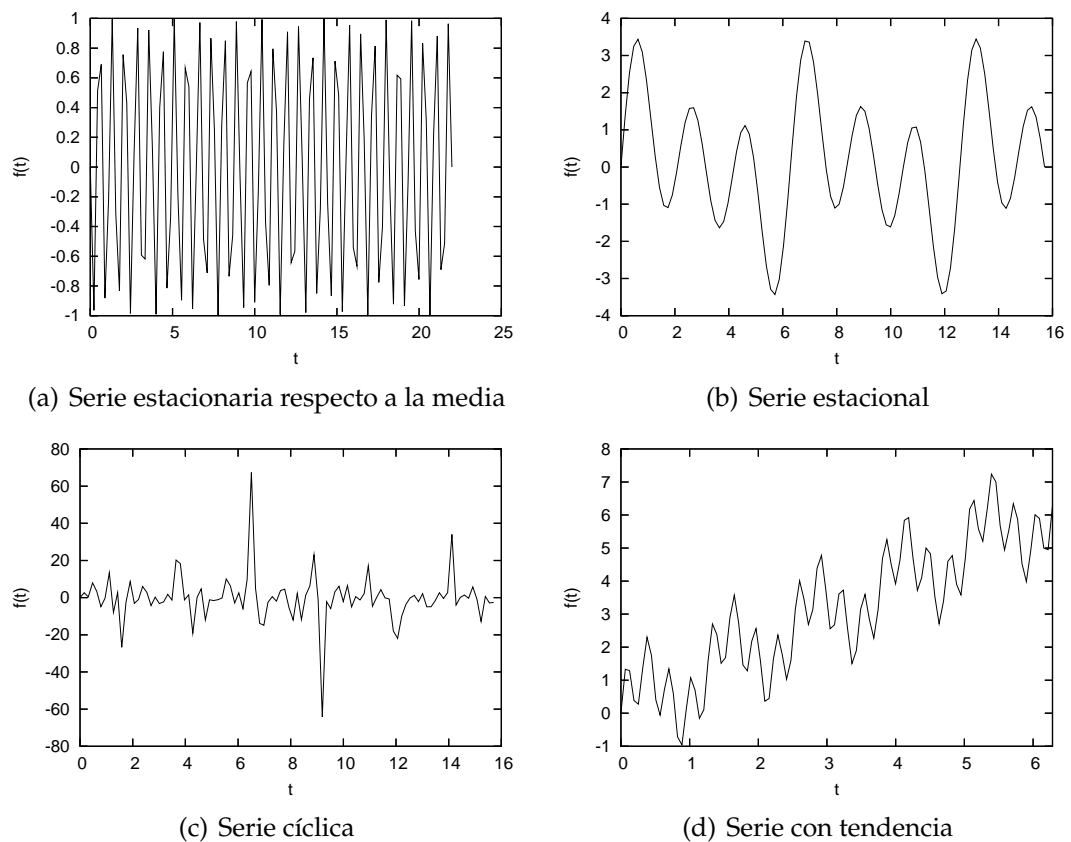 1
0.8
0.6
0.4
0.2
0
-0.2
-0.4
-0.6
-0.8
-1
f(t)
0 5 10 15 20 25
t
(a) Serie estacionaria respecto a la media
4
3
2
1
0
-1
-2
-3
-4
f(t)
0 2 4 6 8 10 12 14 16
t
(b) Serie estacional
80
60
40
20
0
-20
-40
-60
-80
f(t)
0 2 4 6 8 10 12 14 16
t
(c) Serie cíclica
8
7
6
5
4
3
2
1
0
-1
f(t)
0 1 2 3 4 5 6
t
(d) Serie con tendencia